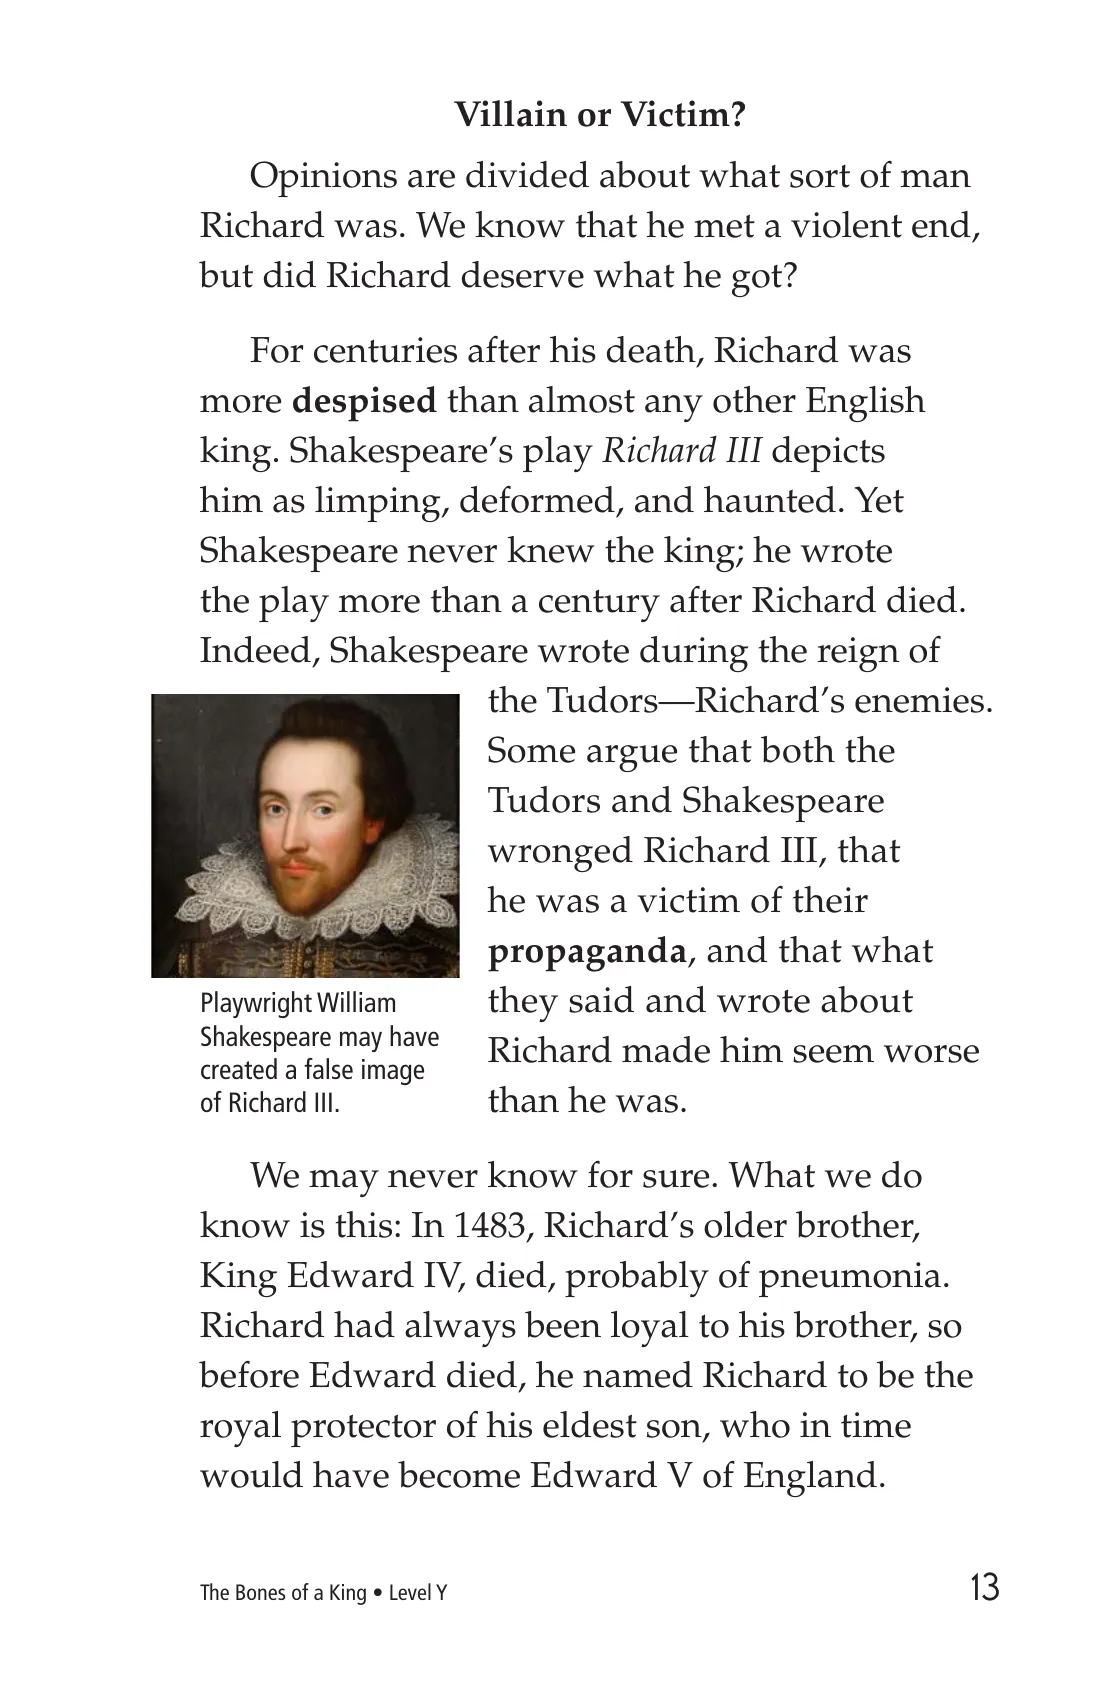 Villain or Victim?
Opinions are divided about what sort of man
Richard was. We know that he met a violent end,
but did Richard deserve what he got?
For centuries after his death, Richard was
more despised than almost any other English
king. Shakespeare’s play Richard III depicts
him as limping, deformed, and haunted. Yet
Shakespeare never knew the king; he wrote
the play more than a century after Richard died.
Indeed, Shakespeare wrote during the reign of
the Tudors—Richard’s enemies.
Some argue that both the
Tudors and Shakespeare
wronged Richard III, that
he was a victim of their
propaganda, and that what
they said and wrote about
Richard made him seem worse
than he was.
Playwright William
Shakespeare may have
created a false image
of Richard III.
We may never know for sure. What we do
know is this: In 1483, Richard’s older brother,
King Edward IV, died, probably of pneumonia.
Richard had always been loyal to his brother, so
before Edward died, he named Richard to be the
royal protector of his eldest son, who in time
would have become Edward V of England.
The Bones of a King • Level Y
13